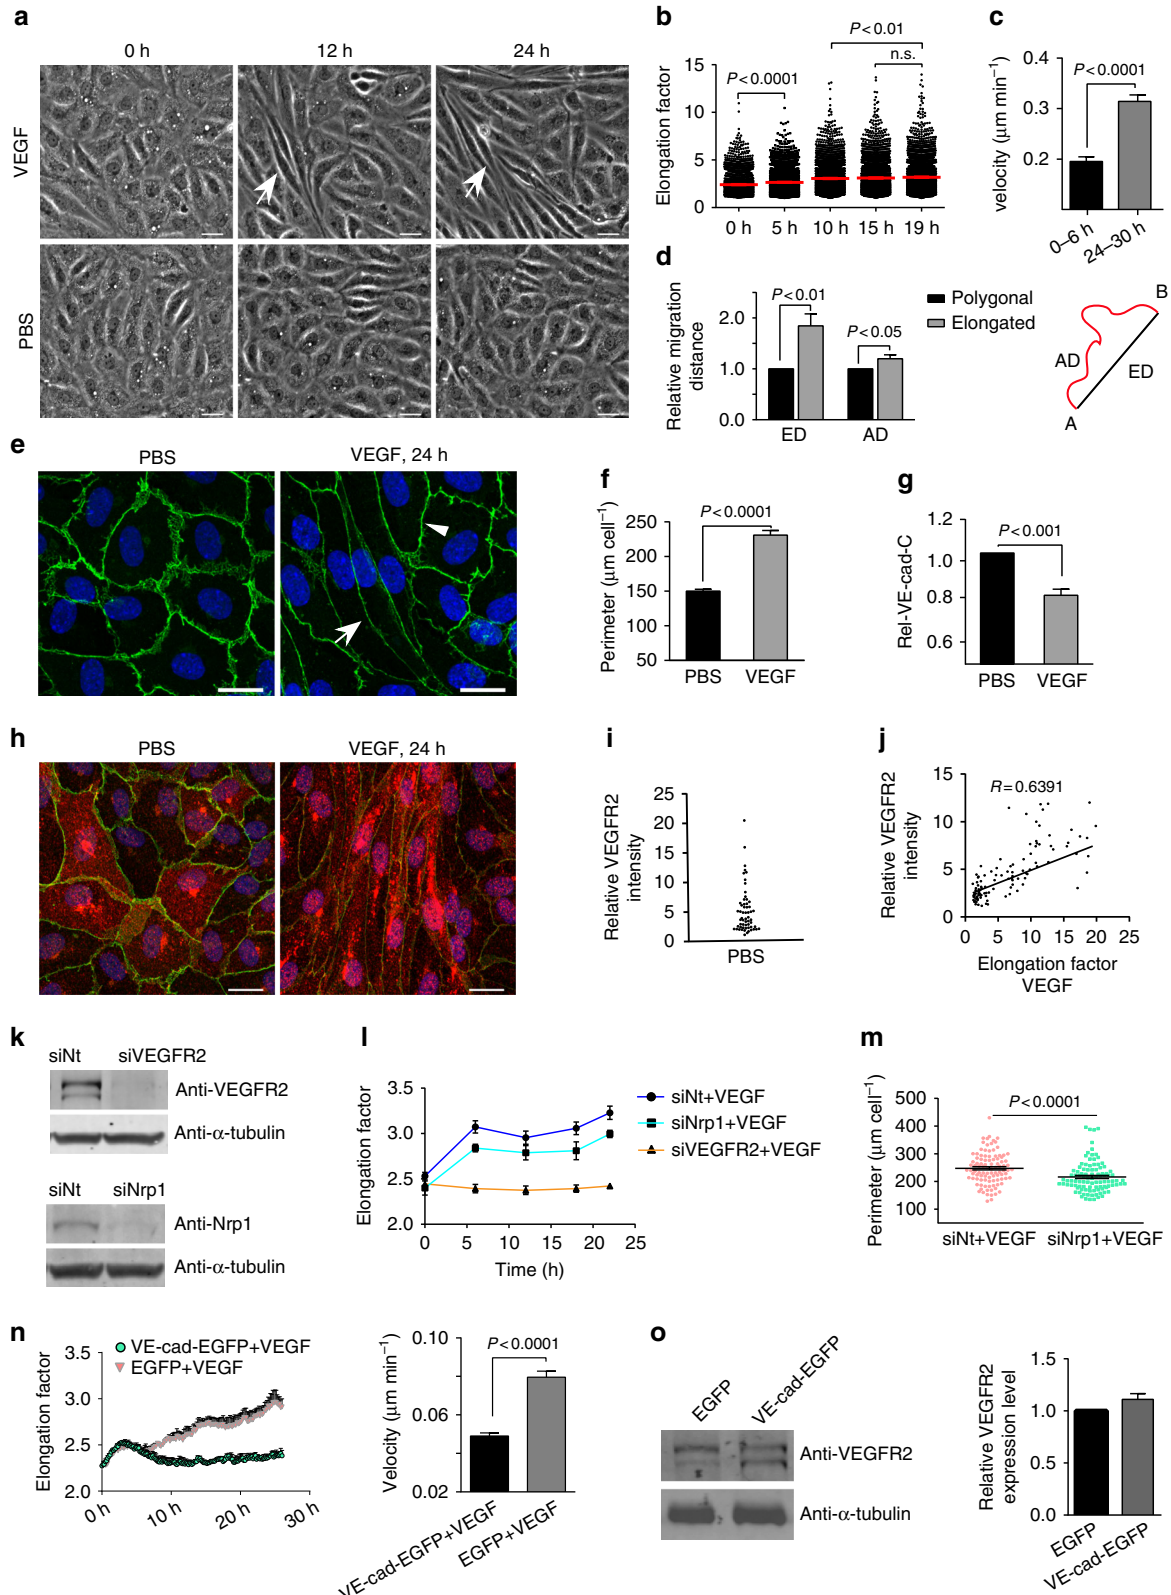 a
0 h
12 h
24 h
VEGF
PBS
b
Elongation factor
15
10
5
0
P < 0.0001
P < 0.01
n.s.
0 h
5 h
10 h
15 h
19 h
c
velocity (μm min⁻¹)
0.4
0.3
0.2
P < 0.0001
0–6 h
24–30 h
d
Relative migration
distance
2.0
1.0
0.0
P < 0.01
P < 0.05
ED
AD
Polygonal
Elongated
B
AD
ED
A
e
PBS
VEGF, 24 h
f
Perimeter (μm cell⁻¹)
250
200
150
100
50
P < 0.0001
PBS
VEGF
g
Rel-VE-cad-C
1.2
1.0
0.8
0.6
P < 0.001
PBS
VEGF
h
PBS
VEGF, 24 h
i
Relative VEGFR2
intensity
25
20
15
10
5
0
PBS
j
Relative VEGFR2
intensity
15
10
5
0
R = 0.6391
0
5
10
15
20
25
Elongation factor
VEGF
k
siNt
siVEGFR2
Anti-VEGFR2
Anti-α-tubulin
siNt
siNrp1
Anti-Nrp1
Anti-α-tubulin
l
Elongation factor
3.5
3.0
2.5
2.0
0
5
10
15
20
25
Time (h)
siNt+VEGF
siNrp1+VEGF
siVEGFR2+VEGF
m
Perimeter (μm cell⁻¹)
500
400
300
200
100
P < 0.0001
siNt+VEGF
siNrp1+VEGF
n
Elongation factor
3.5
3.0
2.5
2.0
VE-cad-EGFP+VEGF
EGFP+VEGF
0 h
10 h
20 h
30 h
Velocity (μm min⁻¹)
0.10
0.06
0.02
P < 0.0001
VE-cad-EGFP+VEGF
EGFP+VEGF
o
EGFP
VE-cad-EGFP
Anti-VEGFR2
Anti-α-tubulin
Relative VEGFR2
expression level
1.5
1.0
0.5
0.0
EGFP
VE-cad-EGFP